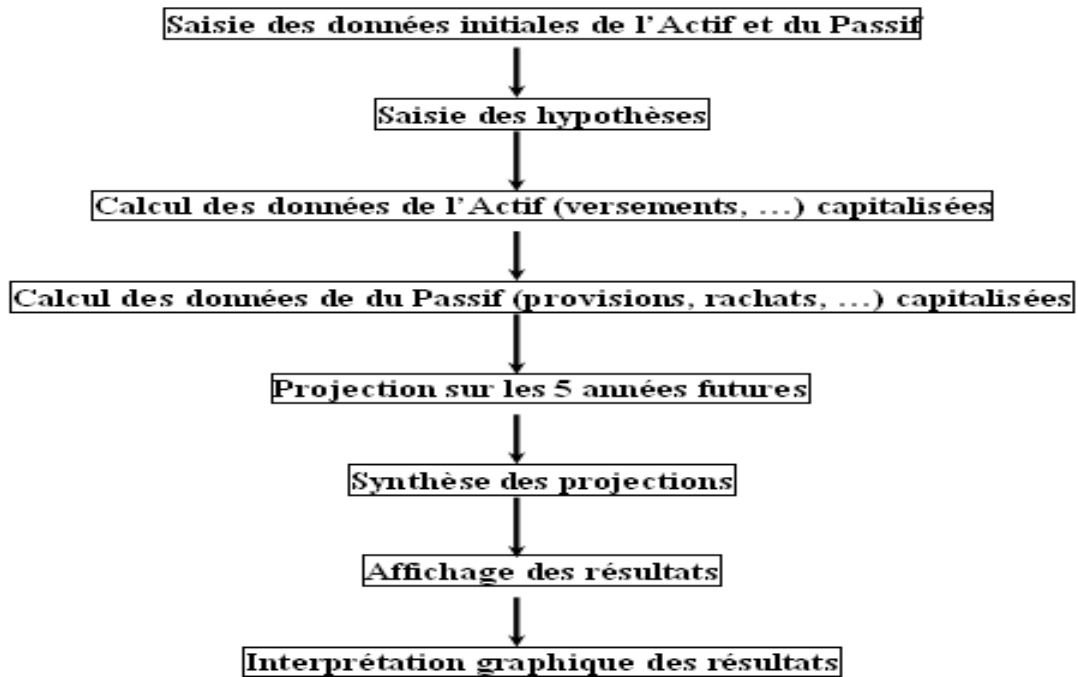 Saisie des données initiales de l'Actif et du Passif
Saisie des hypothèses
Calcul des données de l'Actif (versements, ...) capitalisées
Calcul des données de du Passif (provisions, rachats, ...) capitalisées
Projection sur les 5 années futures
Synthèse des projections
Affichage des résultats
Interprétation graphique des résultats